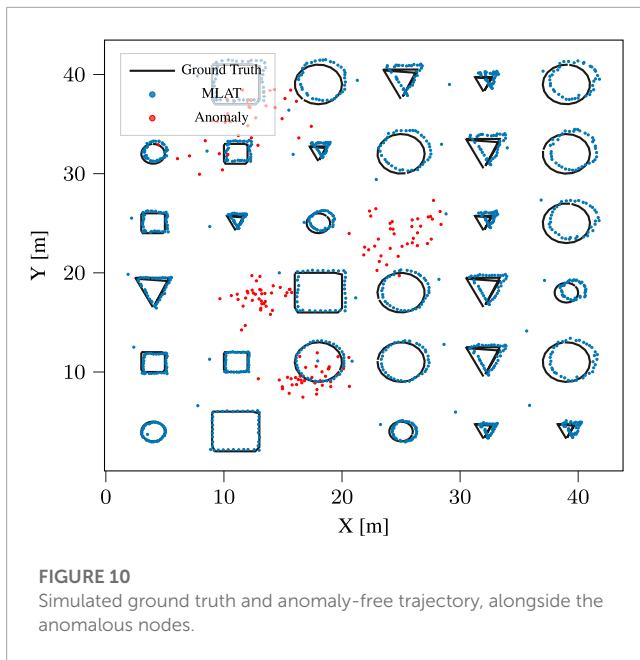 40
30
20
10
Y [m]
Ground Truth
MLAT
Anomaly
0
10
20
30
40
X [m]
FIGURE 10
Simulated ground truth and anomaly-free trajectory, alongside the
anomalous nodes.